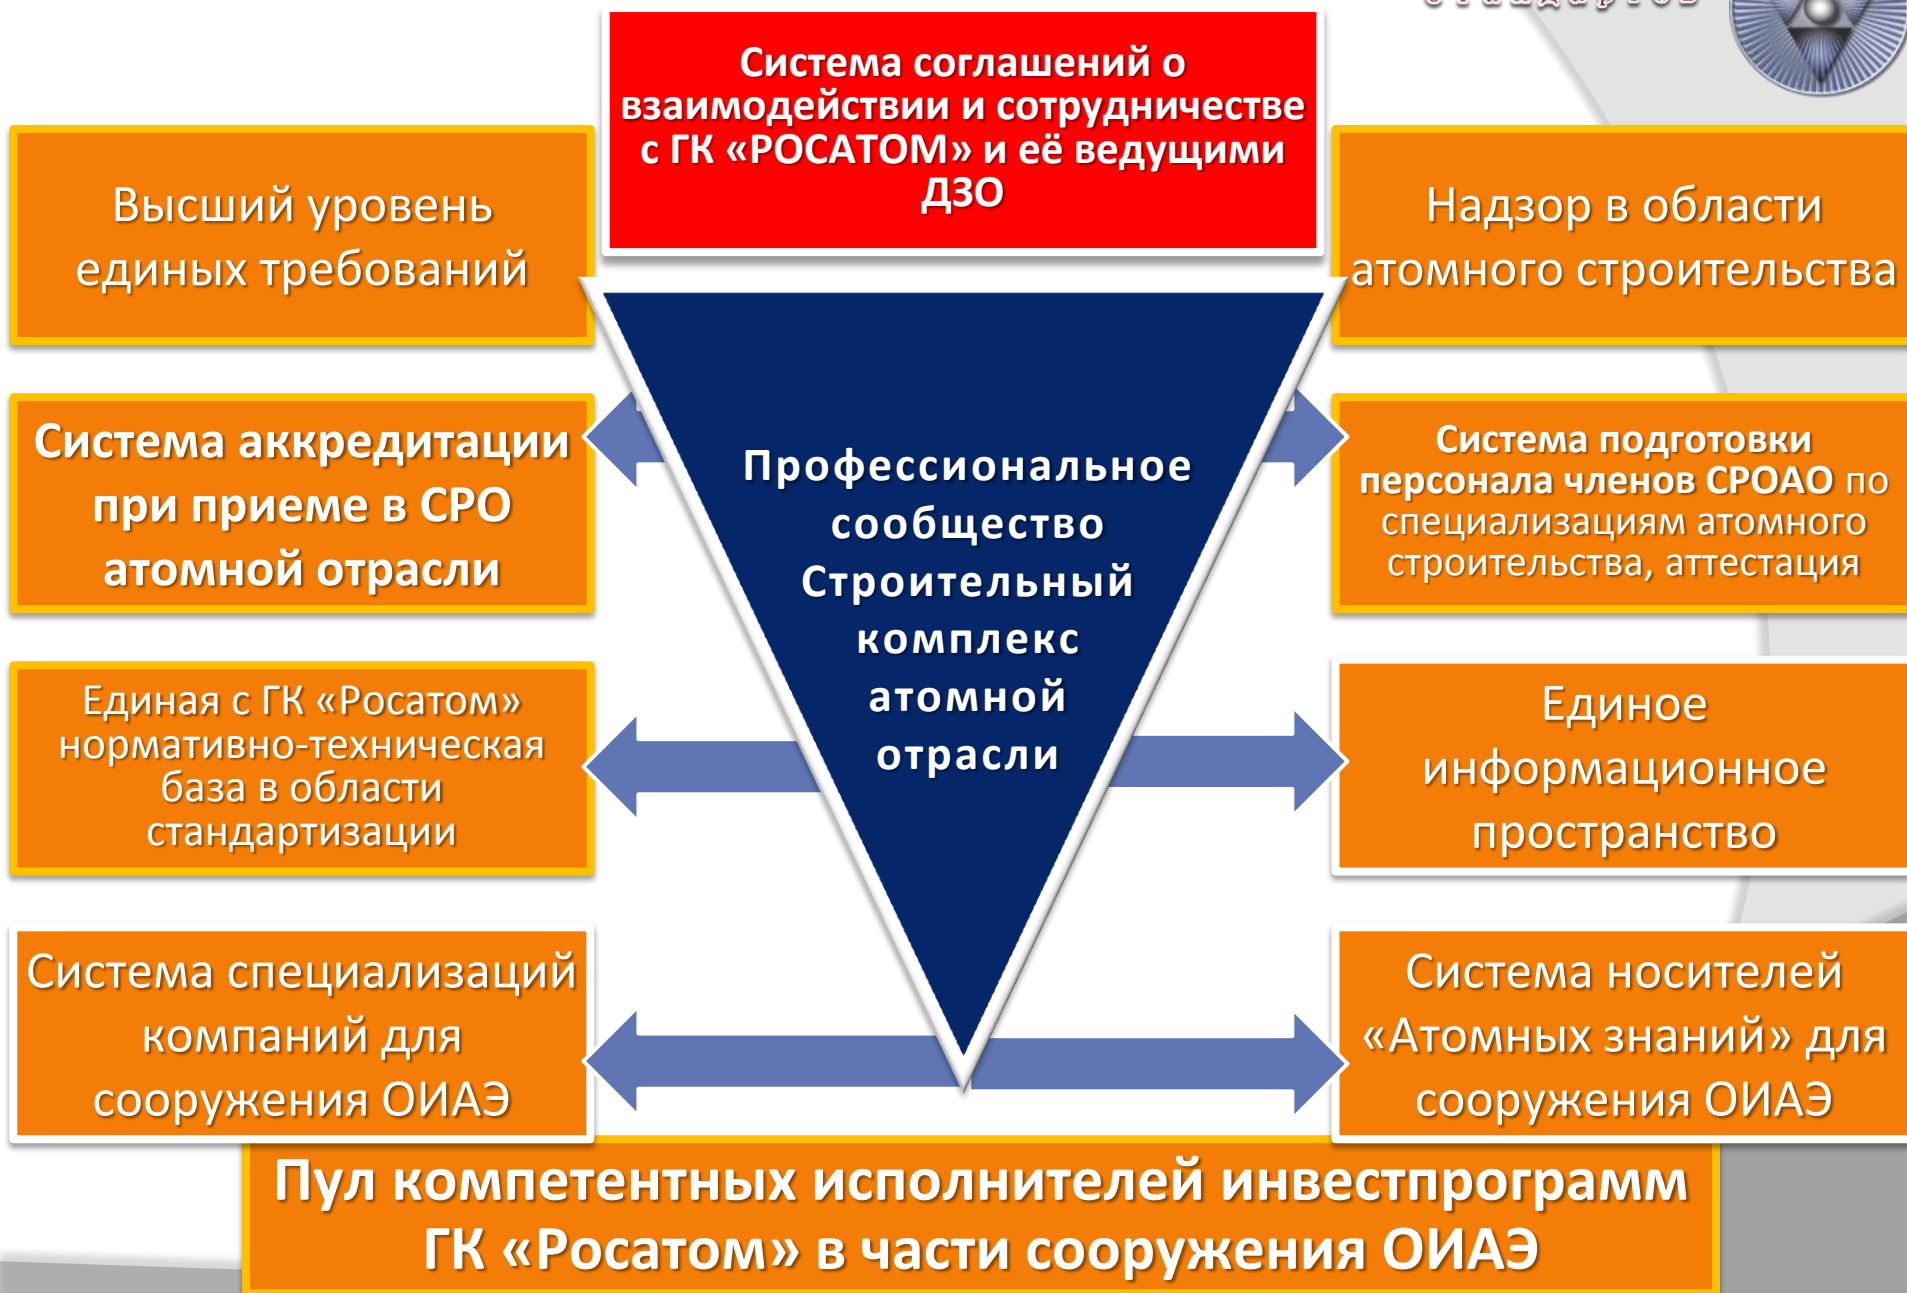 Система соглашений о
взаимодействии и сотрудничестве
с ГК «РОСАТОМ» и её ведущими
ДЗО
Высший уровень
единых требований
Надзор в области
атомного строительства
Система аккредитации
при приеме в СРО
атомной отрасли
Профессиональное
сообщество
Строительный
комплекс
атомной
отрасли
Система подготовки
персонала членов СРОАО по
специализациям атомного
строительства, аттестация
Единая с ГК «Росатом»
нормативно-техническая
база в области
стандартизации
Единое
информационное
пространство
Система специализаций
компаний для
сооружения ОИАЭ
Система носителей
«Атомных знаний» для
сооружения ОИАЭ
Пул компетентных исполнителей инвестпрограмм
ГК «Росатом» в части сооружения ОИАЭ